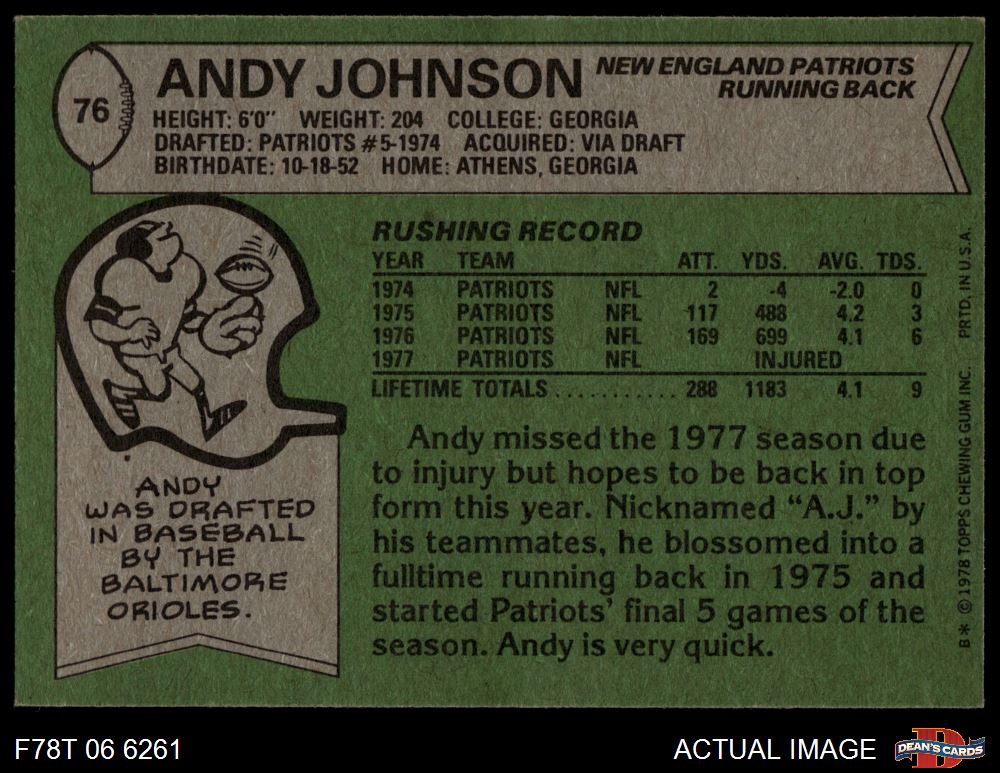 76
ANDY JOHNSON
NEW ENGLAND PATRIOTS
RUNNING BACK
HEIGHT: 6'0" WEIGHT: 204 COLLEGE: GEORGIA
DRAFTED: PATRIOTS #5-1974 ACQUIRED: VIA DRAFT
BIRTHDATE: 10-18-52 HOME: ATHENS, GEORGIA
RUSHING RECORD
YEAR TEAM ATT. YDS. AVG. TDS.
1974 PATRIOTS NFL 2 -4 -2.0 0
1975 PATRIOTS NFL 117 488 4.2 3
1976 PATRIOTS NFL 169 699 4.1 6
1977 PATRIOTS NFL INJURED
LIFETIME TOTALS........... 288 1183 4.1 9
Andy missed the 1977 season due
to injury but hopes to be back in top
form this year. Nicknamed "A.J." by
his teammates, he blossomed into a
fulltime running back in 1975 and
started Patriots' final 5 games of the
season. Andy is very quick.
ANDY
WAS DRAFTED
IN BASEBALL
BY THE
BALTIMORE
ORIOLES.
B* © 1978 TOPPS CHEWING GUM INC. PRTD. IN U.S.A.
F78T 06 6261
ACTUAL IMAGE
D
DEAN'S CARDS